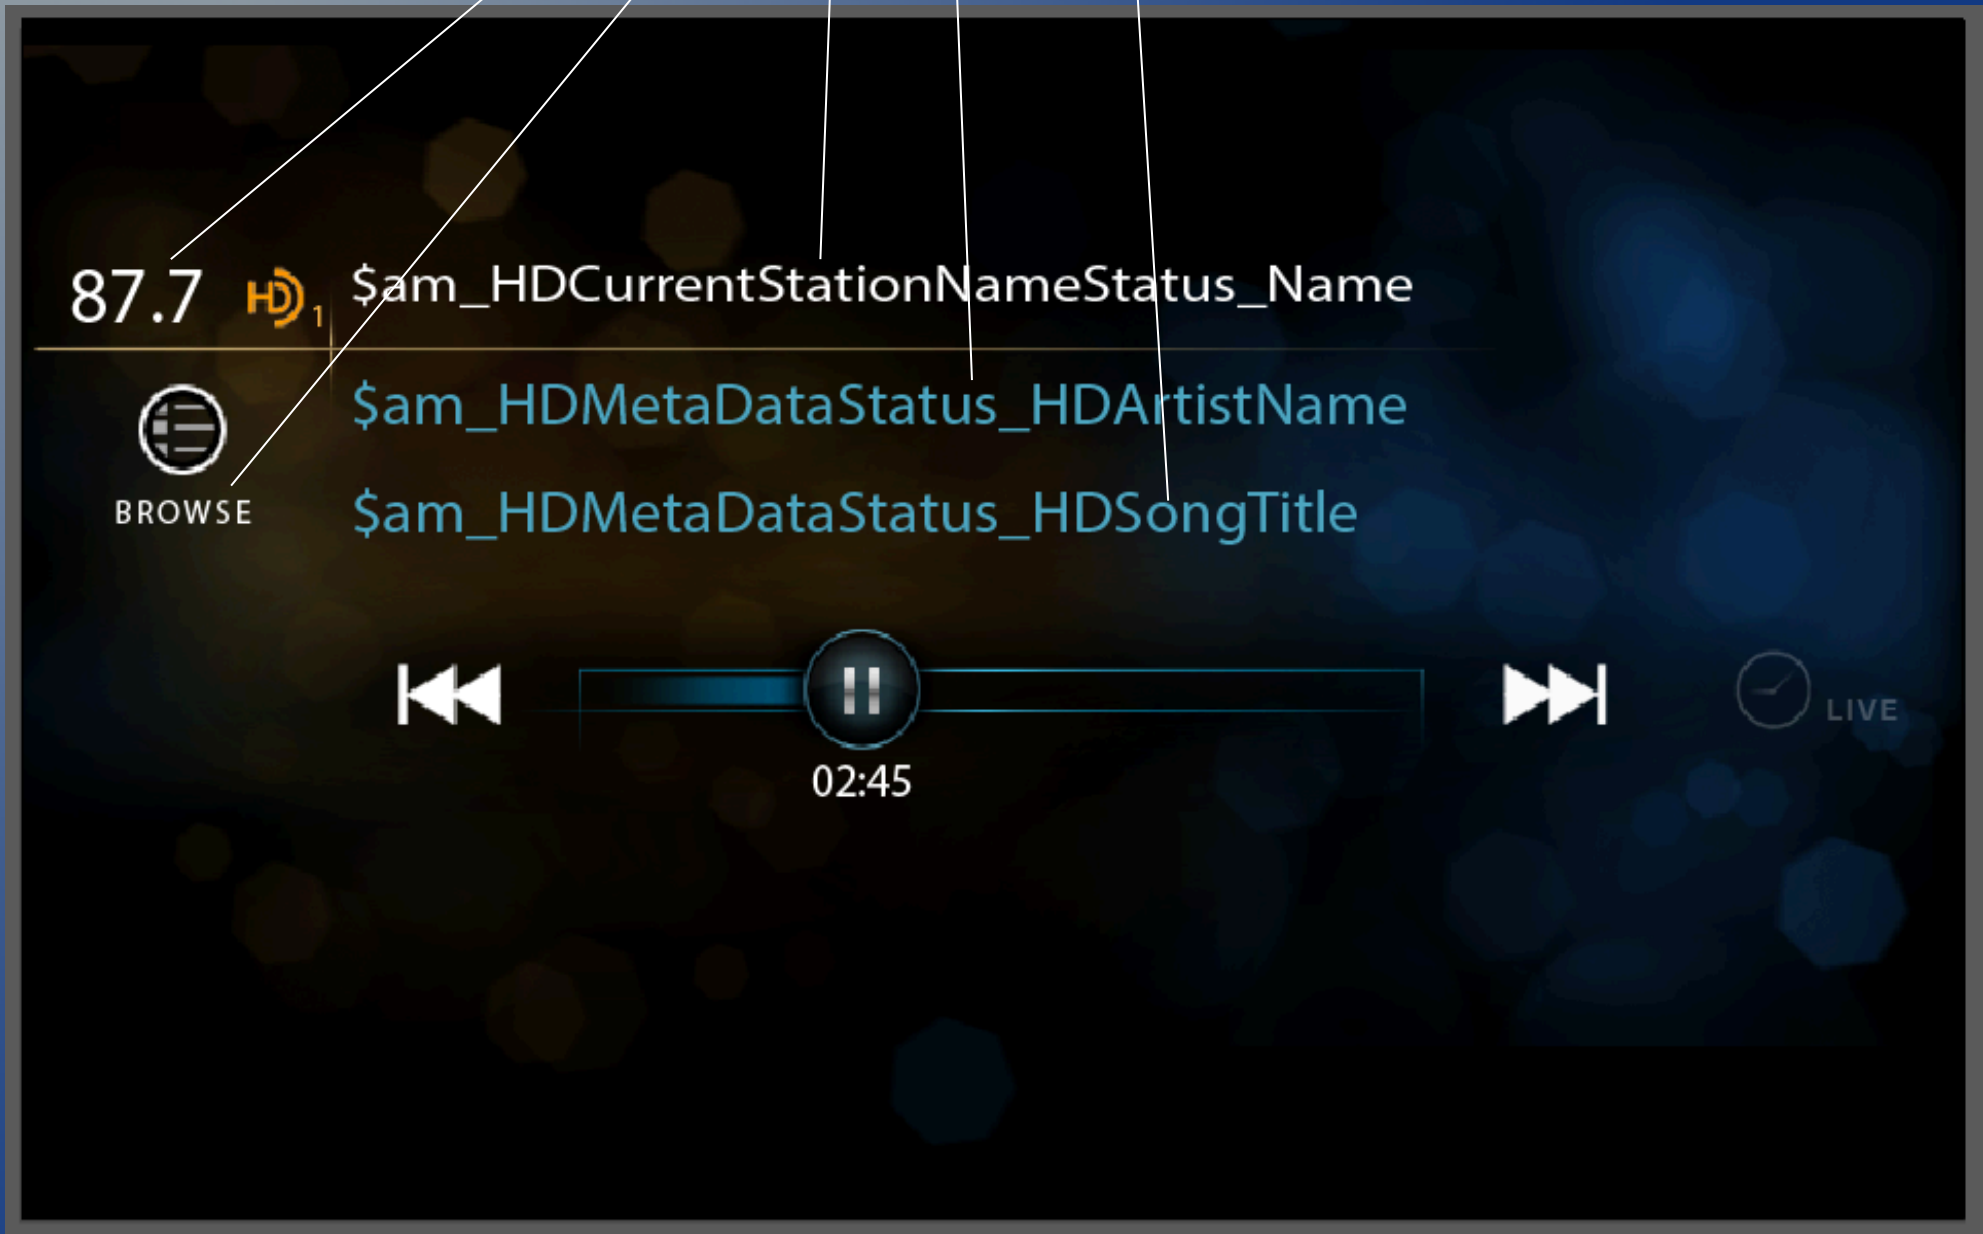 87.7 HD 1 $am_HDCurrentStationNameStatus_Name
$am_HDMetaDataStatus_HDArtistName
BROWSE $am_HDMetaDataStatus_HDSongTitle
LIVE
02:45